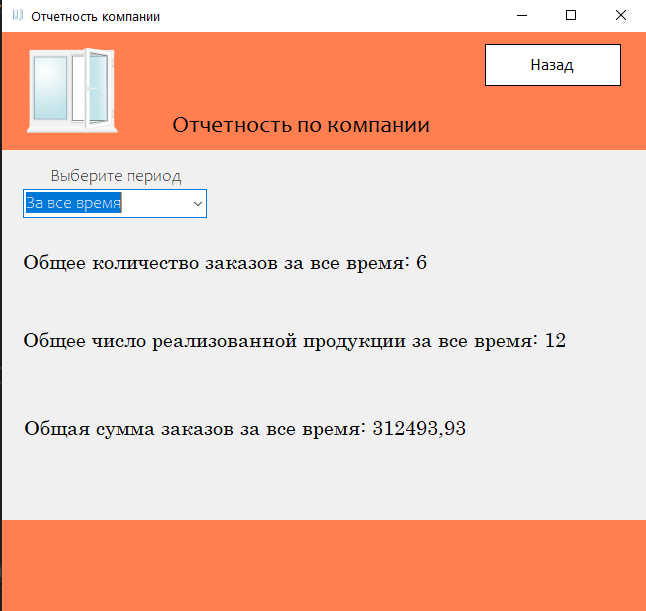 Отчетность компании
Назад
Отчетность по компании
Выберите период
За все время
Общее количество заказов за все время: 6
Общее число реализованной продукции за все время: 12
Общая сумма заказов за все время: 312493,93